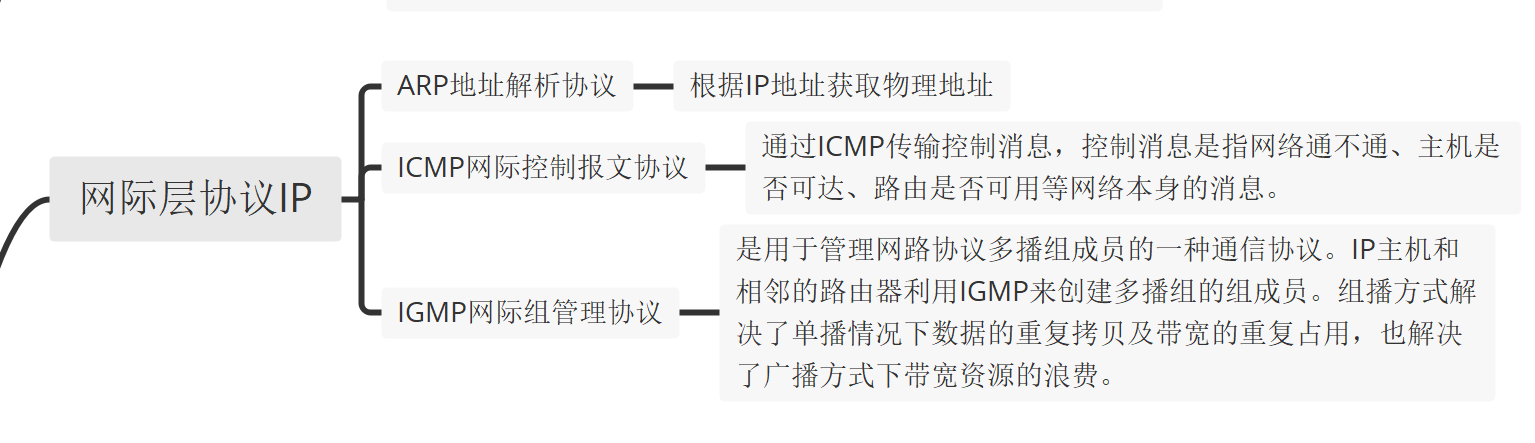 网际层协议IP
ARP地址解析协议
根据IP地址获取物理地址
ICMP网际控制报文协议
通过ICMP传输控制消息，控制消息是指网络通不通、主机是
否可达、路由是否可用等网络本身的消息。
IGMP网际组管理协议
是用于管理网路协议多播组成员的一种通信协议。IP主机和
相邻的路由器利用IGMP来创建多播组的组成员。组播方式解
决了单播情况下数据的重复拷贝及带宽的重复占用，也解决
了广播方式下带宽资源的浪费。